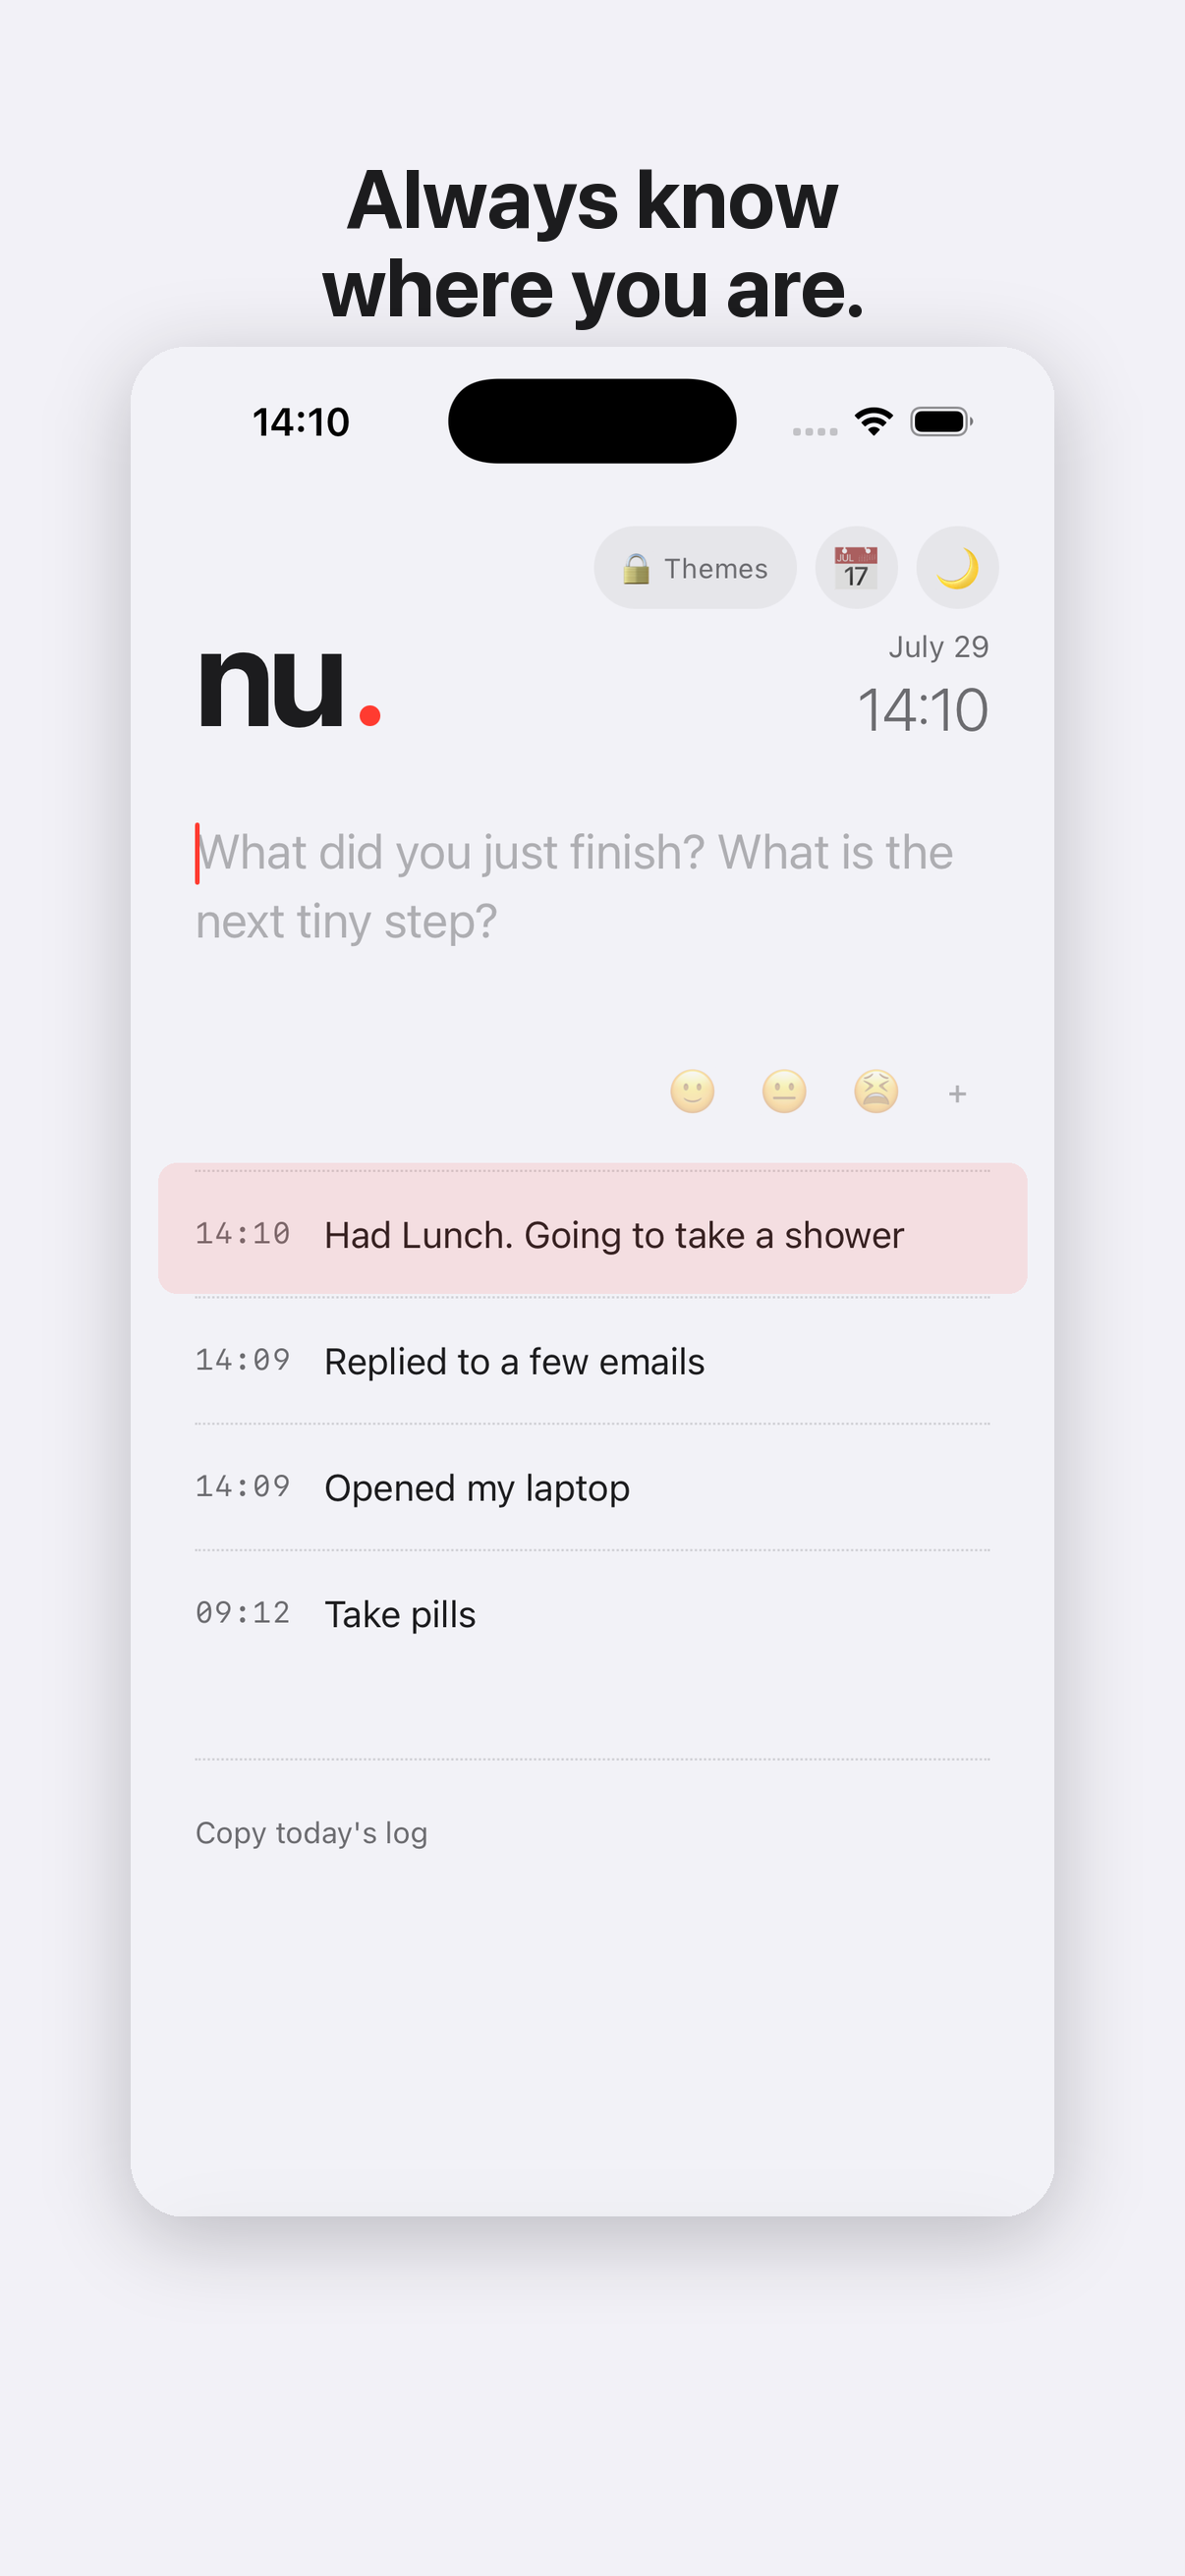 Always know
where you are.
14:10
🔒 Themes
JUL
17
July 29
nu.
14:10
What did you just finish? What is the
next tiny step?
+
14:10 Had Lunch. Going to take a shower
14:09 Replied to a few emails
14:09 Opened my laptop
09:12 Take pills
Copy today's log